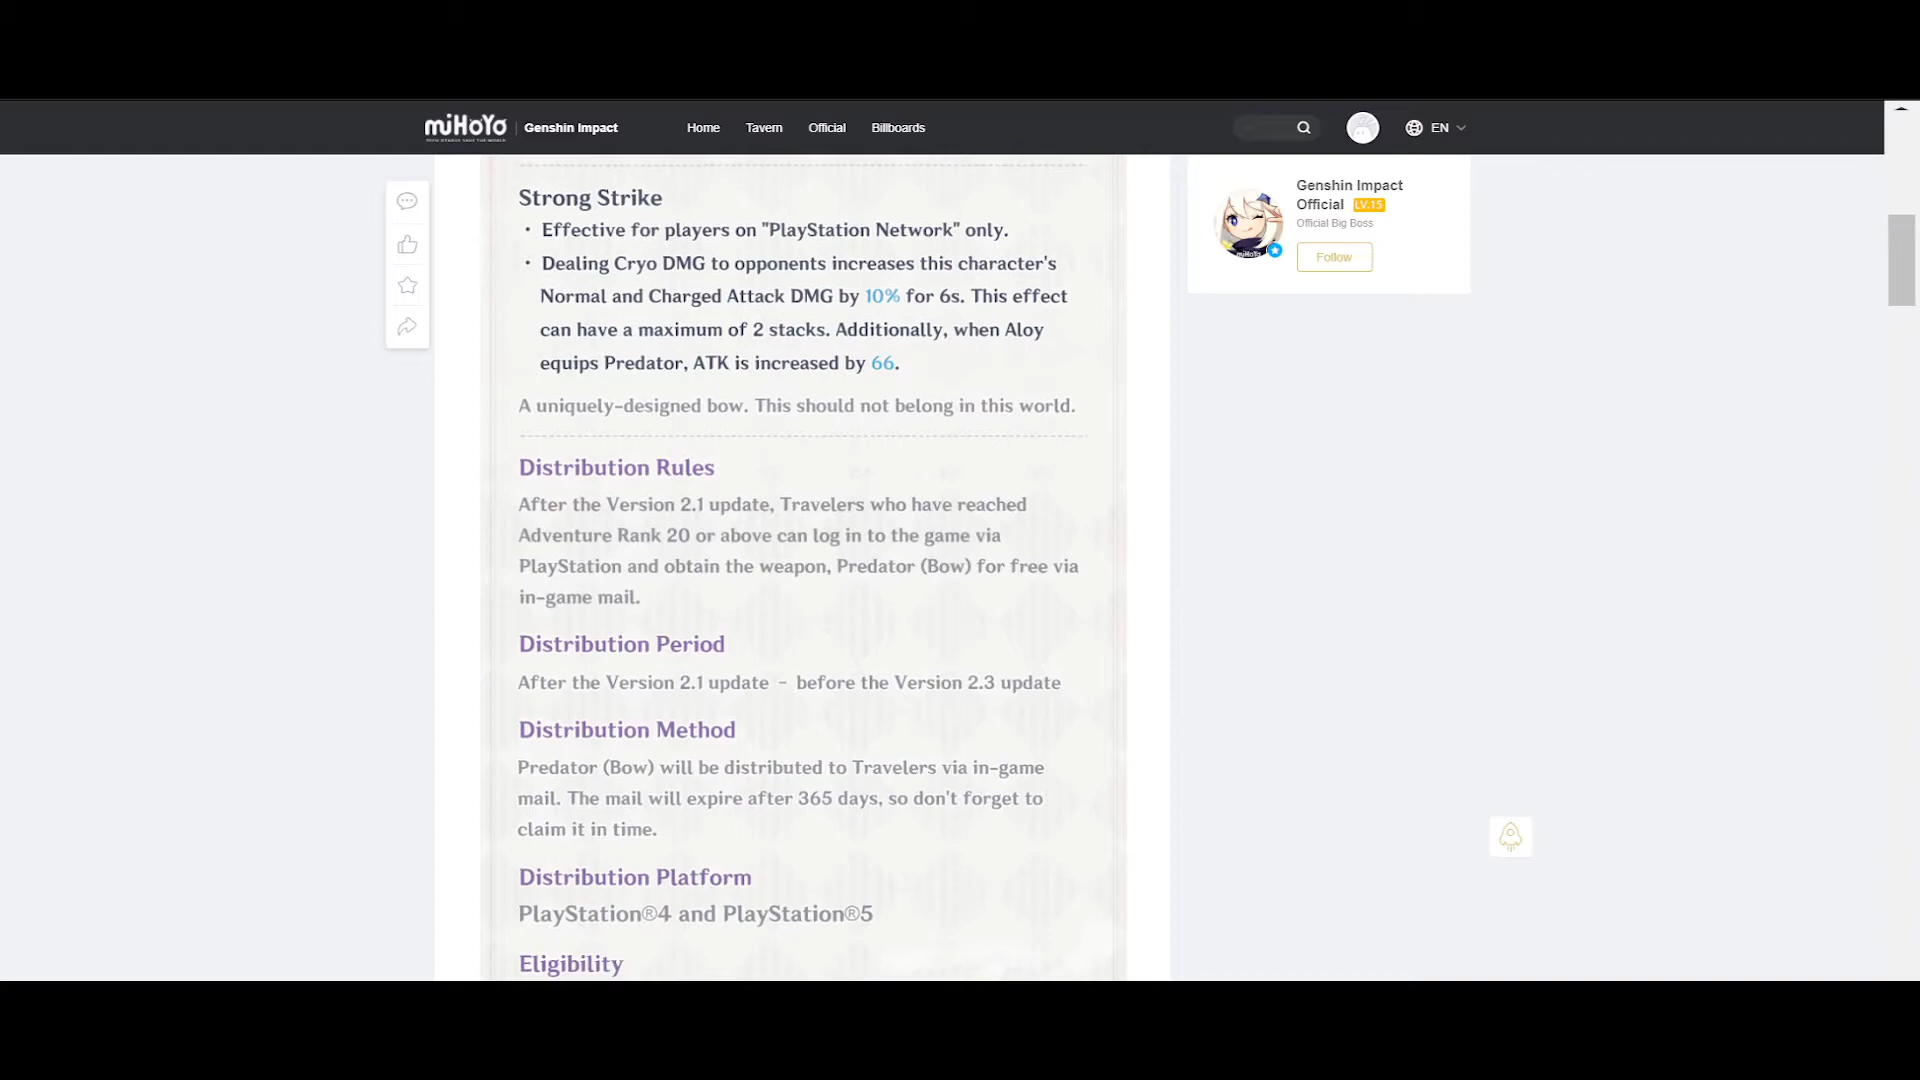 miHoYo
TECH OTAKUS SAVE THE WORLD
Genshin Impact
Home
Tavern
Official
Billboards
EN
Strong Strike
· Effective for players on "PlayStation Network" only.
· Dealing Cryo DMG to opponents increases this character's
Normal and Charged Attack DMG by 10% for 6s. This effect
can have a maximum of 2 stacks. Additionally, when Aloy
equips Predator, ATK is increased by 66.
A uniquely-designed bow. This should not belong in this world.
Distribution Rules
After the Version 2.1 update, Travelers who have reached
Adventure Rank 20 or above can log in to the game via
PlayStation and obtain the weapon, Predator (Bow) for free via
in-game mail.
Distribution Period
After the Version 2.1 update – before the Version 2.3 update
Distribution Method
Predator (Bow) will be distributed to Travelers via in-game
mail. The mail will expire after 365 days, so don't forget to
claim it in time.
Distribution Platform
PlayStation®4 and PlayStation®5
Eligibility
Genshin Impact
Official LV.15
Official Big Boss
miHoYo
Follow